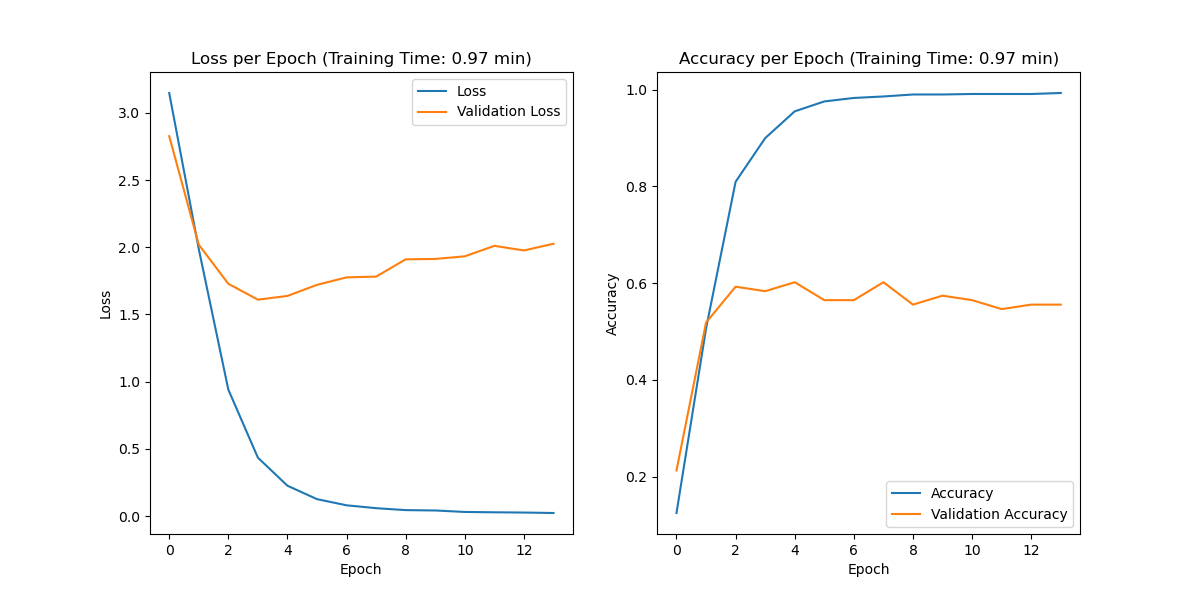 Loss per Epoch (Training Time: 0.97 min)
Loss
Validation Loss
3.0
2.5
2.0
1.5
1.0
0.5
0.0
Loss
0 2 4 6 8 10 12
Epoch
Accuracy per Epoch (Training Time: 0.97 min)
1.0
0.8
0.6
0.4
0.2
Accuracy
Accuracy
Validation Accuracy
0 2 4 6 8 10 12
Epoch